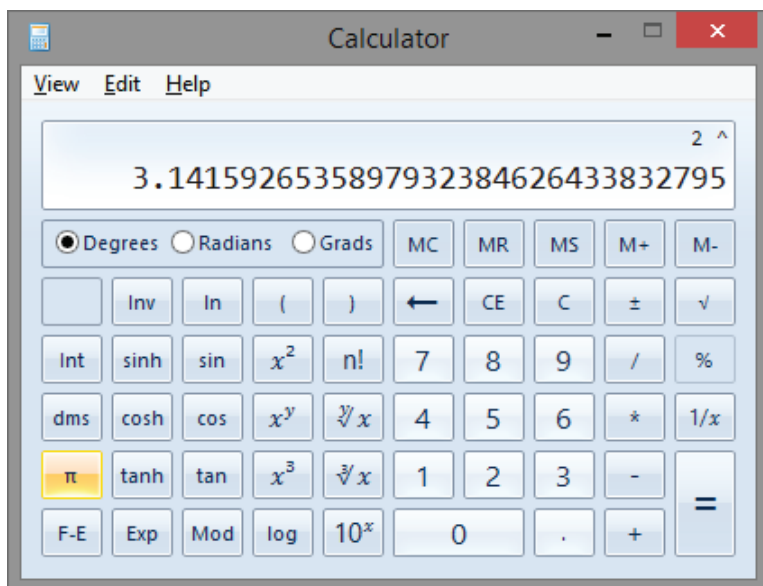 Calculator
View Edit Help
2 ^
3.1415926535897932384626433832795
Degrees Radians Grads MC MR MS M+ M-
Inv ln ( ) ← CE C ± √
Int sinh sin x² n! 7 8 9 / %
dms cosh cos xʸ ʸ√x 4 5 6 * 1/x
π tanh tan x³ ³√x 1 2 3 - =
F-E Exp Mod log 10ˣ 0 . +